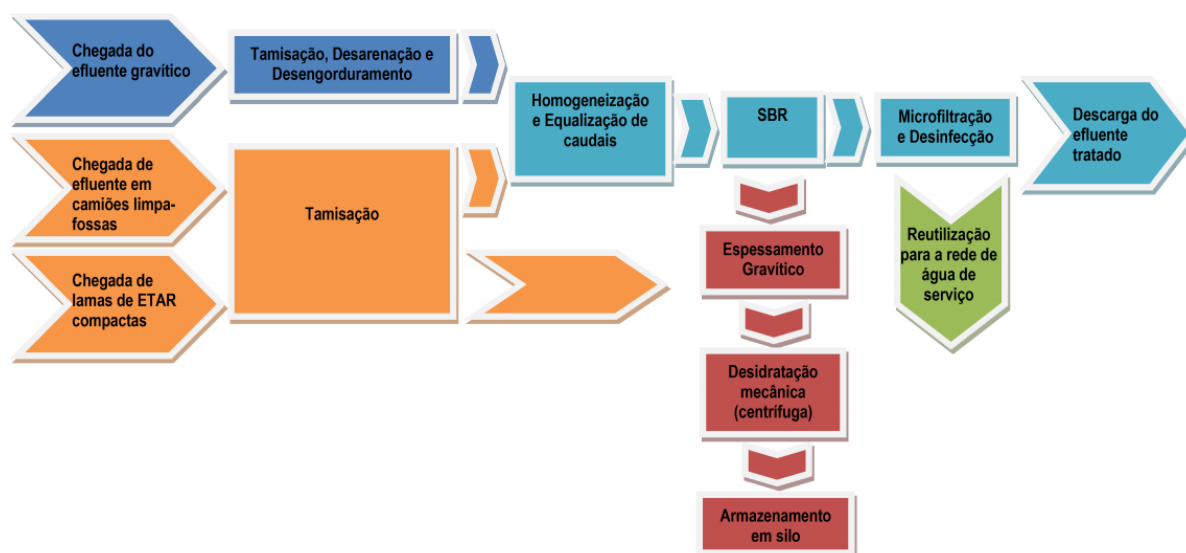 Chegada do
efluente gravítico
Tamisação, Desarenação e
Desengorduramento
Homogeneização
e Equalização de
caudais
SBR
Microfiltração
e Desinfecção
Descarga do
efluente
tratado
Chegada de
efluente em
camiões limpa-
fossas
Tamisação
Chegada de
lamas de ETAR
compactas
Espessamento
Gravítico
Reutilização
para a rede de
água de
serviço
Desidratação
mecânica
(centrífuga)
Armazenamento
em silo